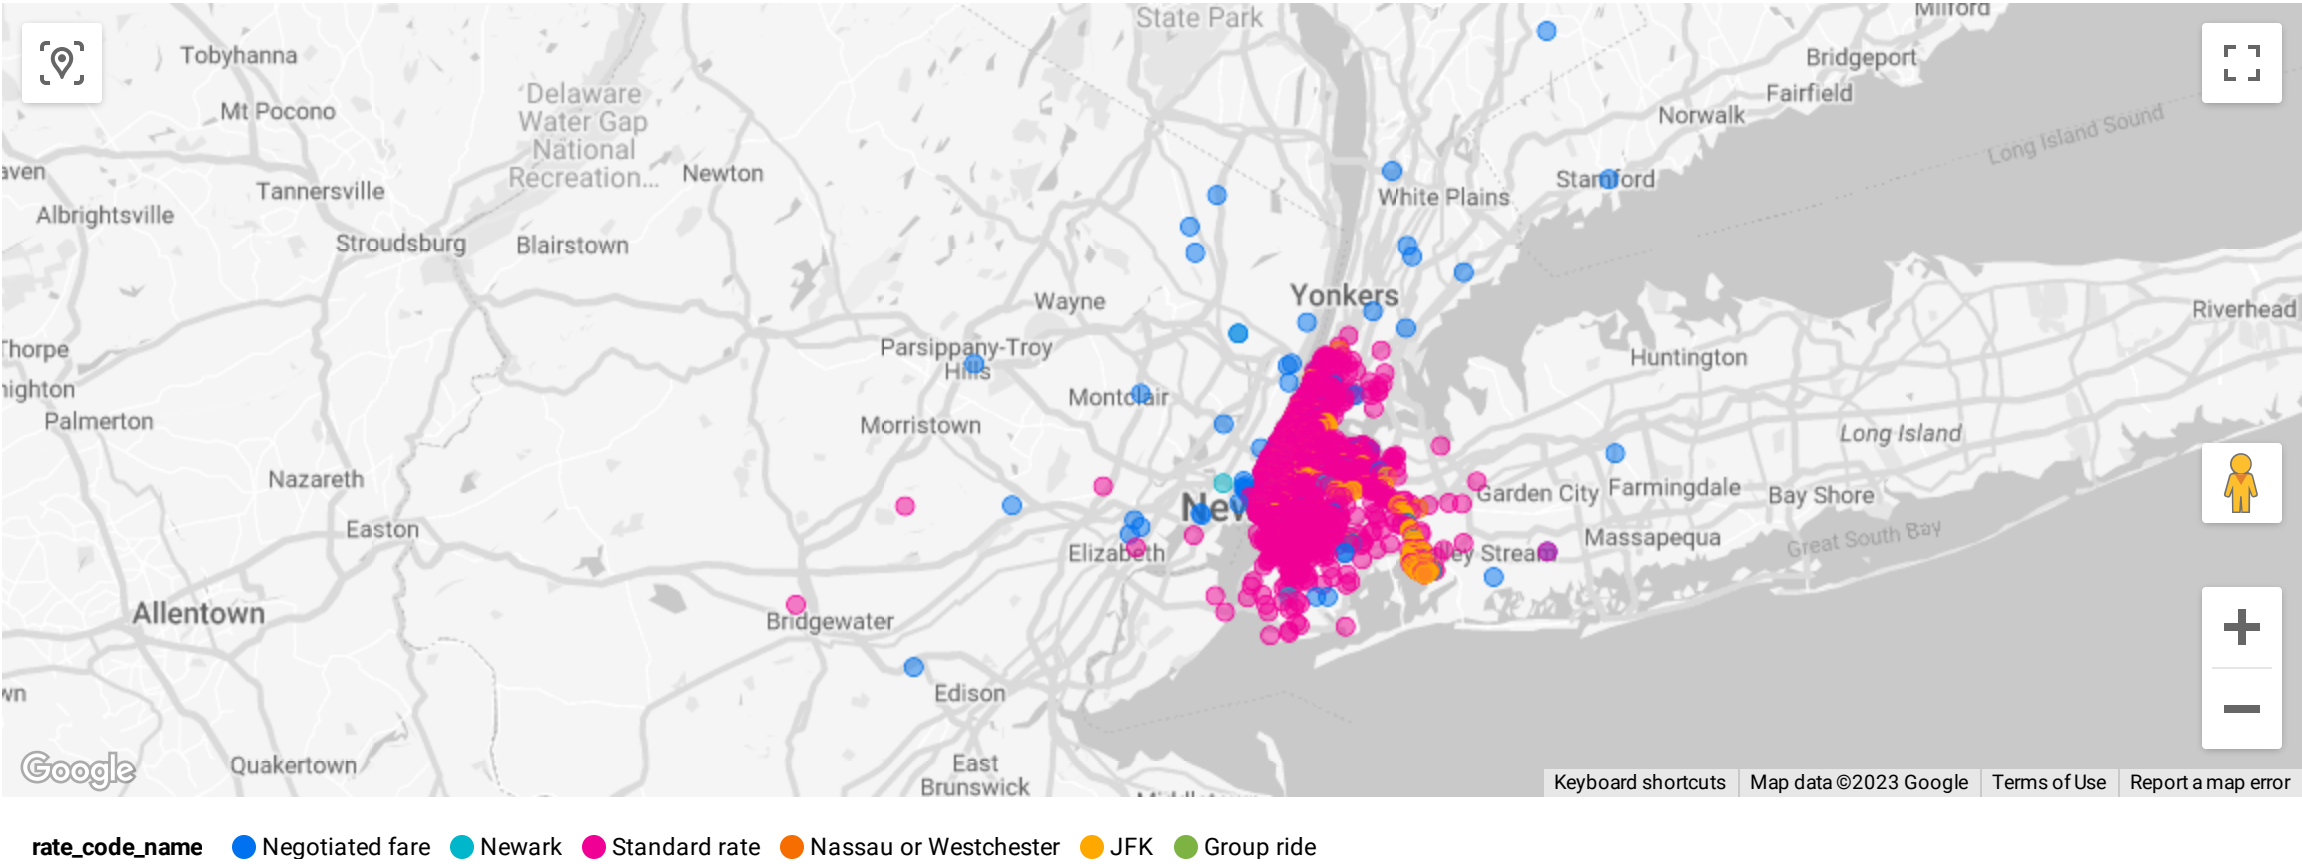 State Park
Milford
Tobyhanna
Bridgeport
Delaware
Water Gap
National
Recreation...
Fairfield
Mt Pocono
Norwalk
Long Island Sound
aven
Newton
Tannersville
White Plains
Stamford
Albrightsville
Stroudsburg
Blairstown
Yonkers
Wayne
Riverhead
Thorpe
Parsippany-Troy
Hills
Huntington
nighton
Montclair
Palmerton
Morristown
Long Island
Nazareth
Garden City
Farmingdale
Bay Shore
New
Easton
Massapequa
Great South Bay
Elizabeth
ley Stream
Allentown
Bridgewater
wn
Edison
Quakertown
East
Brunswick
Google
Keyboard shortcuts
Map data ©2023 Google
Terms of Use
Report a map error
rate_code_name
Negotiated fare
Newark
Standard rate
Nassau or Westchester
JFK
Group ride